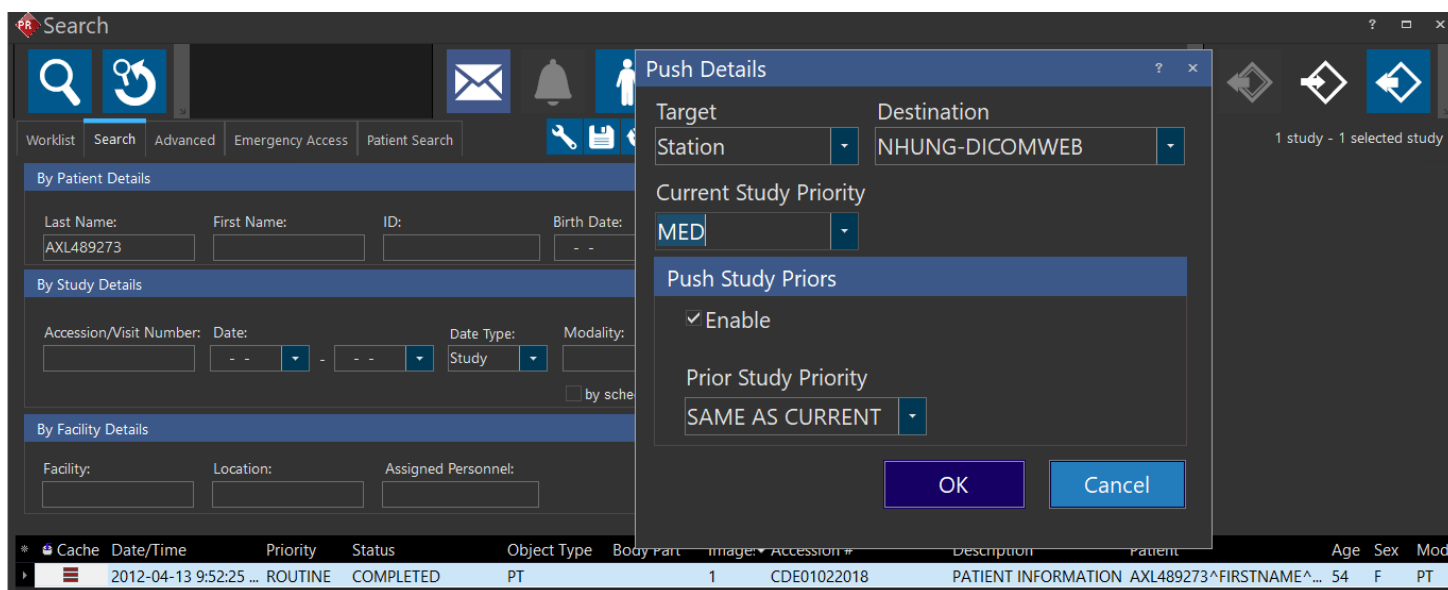 PR Search ?
Worklist Search Advanced Emergency Access Patient Search
1 study - 1 selected study
By Patient Details
Last Name: First Name: ID: Birth Date:
AXL489273 - -
By Study Details
Accession/Visit Number: Date: Date Type: Modality:
- - - - - Study
by sche
By Facility Details
Facility: Location: Assigned Personnel:
Push Details ? ×
Target Destination
Station NHUNG-DICOMWEB
Current Study Priority
MED
Push Study Priors
Enable
Prior Study Priority
SAME AS CURRENT
OK Cancel
* Cache Date/Time Priority Status Object Type Body Part Accession # Description Patient Age Sex Mod
2012-04-13 9:52:25 ... ROUTINE COMPLETED PT 1 CDE01022018 PATIENT INFORMATION AXL489273^FIRSTNAME^... 54 F PT